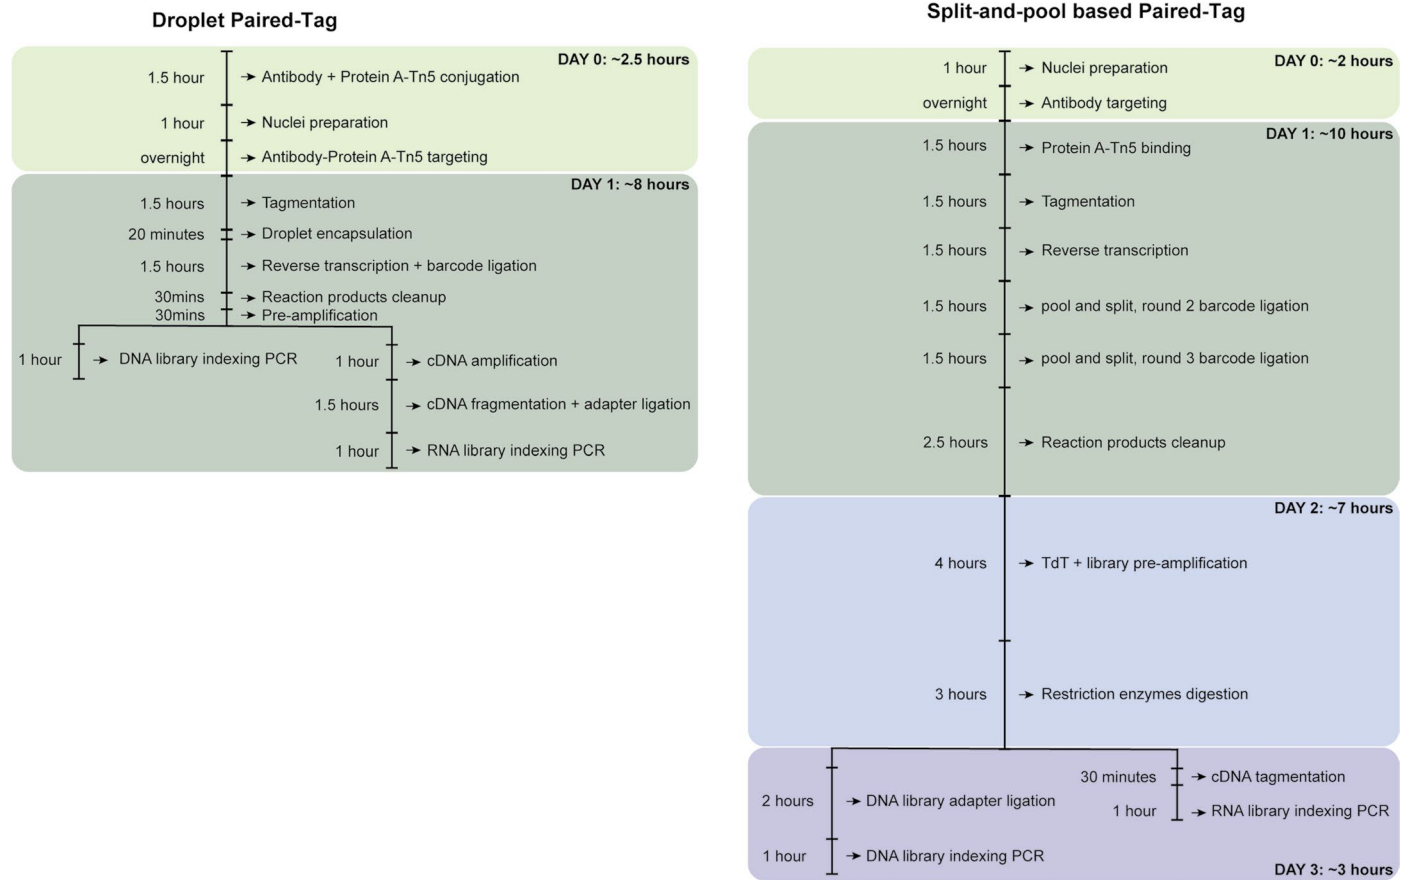 Droplet Paired-Tag
DAY 0: ~2.5 hours
1.5 hour → Antibody + Protein A-Tn5 conjugation
1 hour → Nuclei preparation
overnight → Antibody-Protein A-Tn5 targeting
DAY 1: ~8 hours
1.5 hours → Tagmentation
20 minutes → Droplet encapsulation
1.5 hours → Reverse transcription + barcode ligation
30mins → Reaction products cleanup
30mins → Pre-amplification
1 hour → DNA library indexing PCR
1 hour → cDNA amplification
1.5 hours → cDNA fragmentation + adapter ligation
1 hour → RNA library indexing PCR
Split-and-pool based Paired-Tag
DAY 0: ~2 hours
1 hour → Nuclei preparation
overnight → Antibody targeting
DAY 1: ~10 hours
1.5 hours → Protein A-Tn5 binding
1.5 hours → Tagmentation
1.5 hours → Reverse transcription
1.5 hours → pool and split, round 2 barcode ligation
1.5 hours → pool and split, round 3 barcode ligation
2.5 hours → Reaction products cleanup
DAY 2: ~7 hours
4 hours → TdT + library pre-amplification
3 hours → Restriction enzymes digestion
2 hours → DNA library adapter ligation
1 hour → DNA library indexing PCR
30 minutes → cDNA tagmentation
1 hour → RNA library indexing PCR
DAY 3: ~3 hours